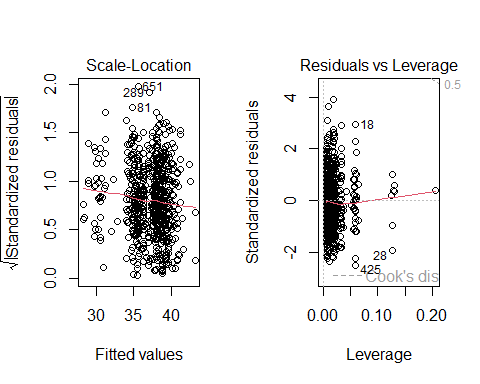 Scale-Location
√|Standardized residuals|
0.0 0.5 1.0 1.5 2.0
651
289
81
30 35 40
Fitted values
Residuals vs Leverage
Standardized residuals
-2 0 2 4
0.5
18
28
425
Cook's dis
0.00 0.10 0.20
Leverage